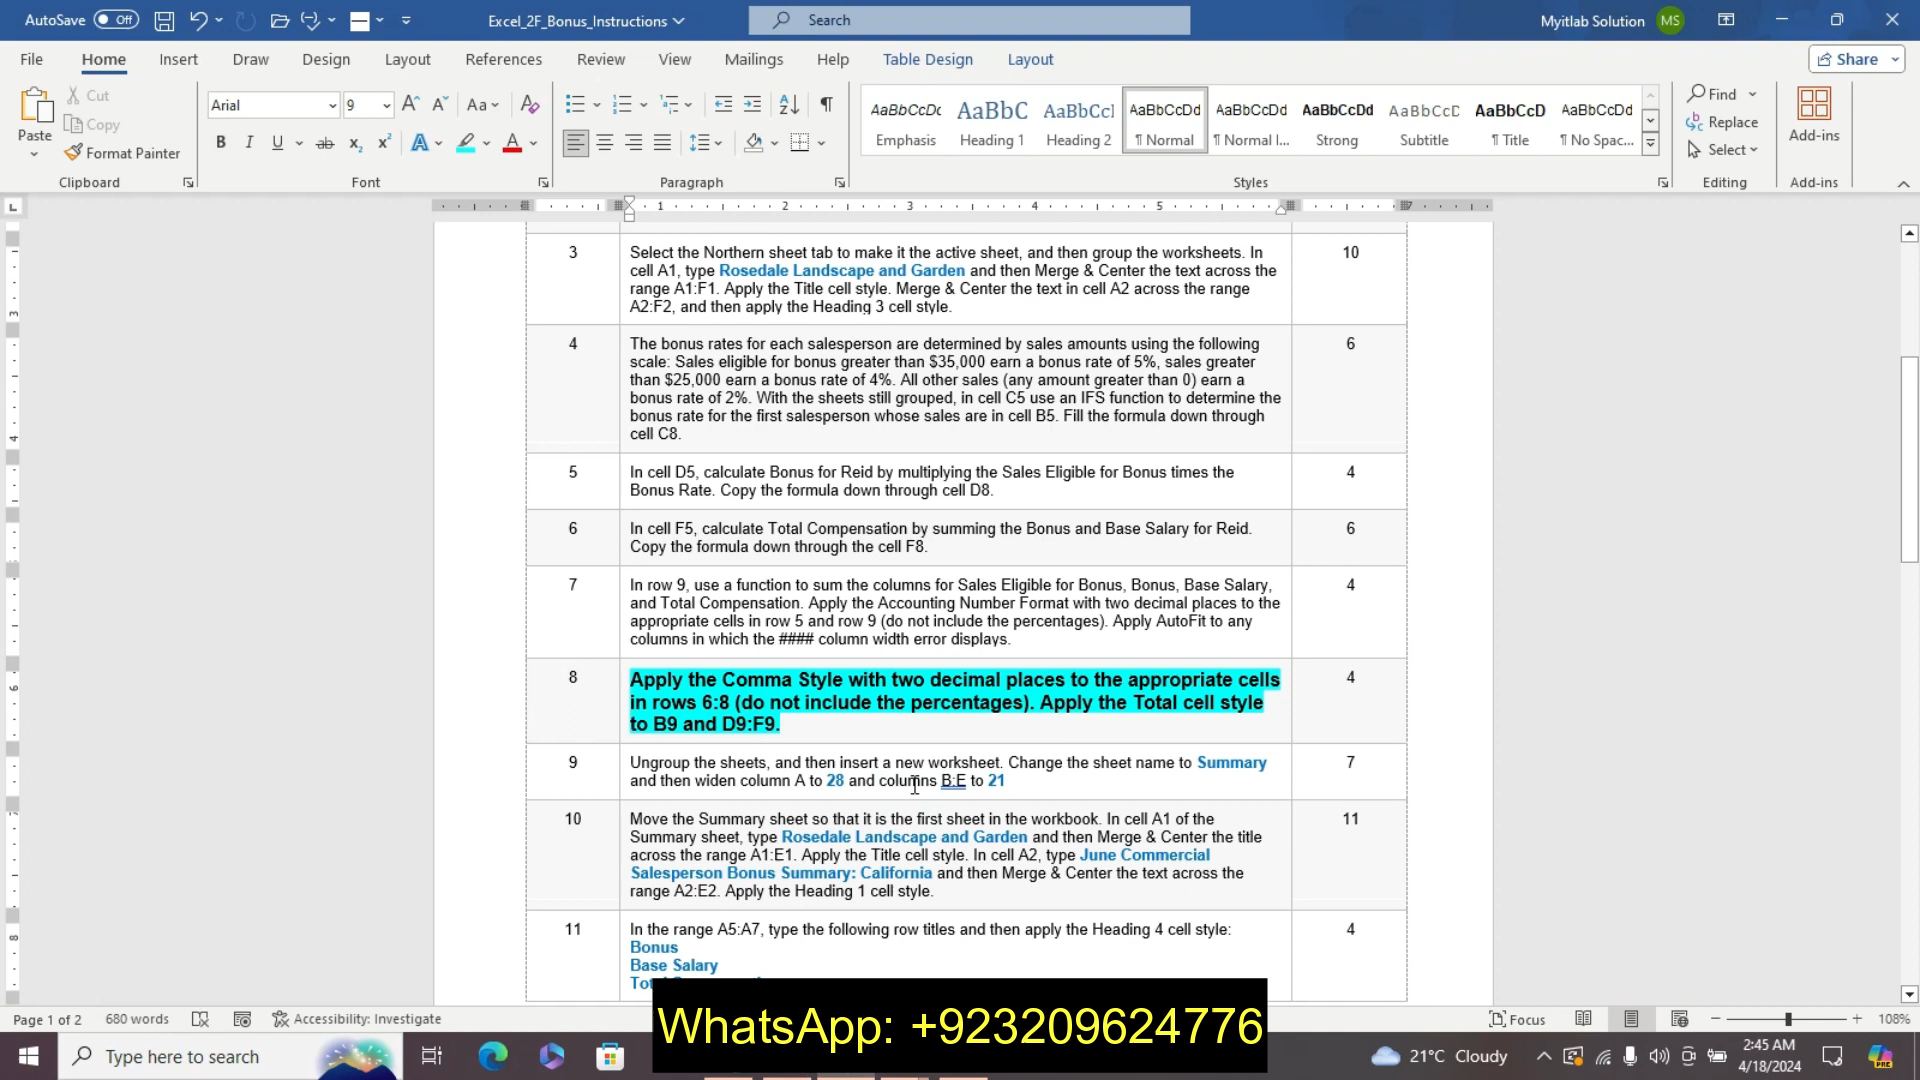 AutoSave Off Excel_2F_Bonus_Instructions Search Myitlab Solution MS
File Home Insert Draw Design Layout References Review View Mailings Help Table Design Layout Share
Paste
Cut
Copy
Format Painter
Clipboard
Arial 9 Aa
B I U ab x₂ x² A A
Font
Paragraph
AaBbCcDc AaBbC AaBbCcI AaBbCcDd AaBbCcDd AaBbCcDd AaBbCcD AaBbCcD AaBbCcDd
Emphasis Heading 1 Heading 2 ¶ Normal ¶ Normal I... Strong Subtitle ¶ Title ¶ No Spac...
Styles
Find
Replace
Select
Editing
Add-ins
Add-ins
1 2 3 4 5
3 Select the Northern sheet tab to make it the active sheet, and then group the worksheets. In 10
cell A1, type Rosedale Landscape and Garden and then Merge & Center the text across the
range A1:F1. Apply the Title cell style. Merge & Center the text in cell A2 across the range
A2:F2, and then apply the Heading 3 cell style.
4 The bonus rates for each salesperson are determined by sales amounts using the following 6
scale: Sales eligible for bonus greater than $35,000 earn a bonus rate of 5%, sales greater
than $25,000 earn a bonus rate of 4%. All other sales (any amount greater than 0) earn a
bonus rate of 2%. With the sheets still grouped, in cell C5 use an IFS function to determine the
bonus rate for the first salesperson whose sales are in cell B5. Fill the formula down through
cell C8.
5 In cell D5, calculate Bonus for Reid by multiplying the Sales Eligible for Bonus times the 4
Bonus Rate. Copy the formula down through cell D8.
6 In cell F5, calculate Total Compensation by summing the Bonus and Base Salary for Reid. 6
Copy the formula down through the cell F8.
7 In row 9, use a function to sum the columns for Sales Eligible for Bonus, Bonus, Base Salary, 4
and Total Compensation. Apply the Accounting Number Format with two decimal places to the
appropriate cells in row 5 and row 9 (do not include the percentages). Apply AutoFit to any
columns in which the #### column width error displays.
8 Apply the Comma Style with two decimal places to the appropriate cells 4
in rows 6:8 (do not include the percentages). Apply the Total cell style
to B9 and D9:F9.
9 Ungroup the sheets, and then insert a new worksheet. Change the sheet name to Summary 7
and then widen column A to 28 and columns B:E to 21
10 Move the Summary sheet so that it is the first sheet in the workbook. In cell A1 of the 11
Summary sheet, type Rosedale Landscape and Garden and then Merge & Center the title
across the range A1:E1. Apply the Title cell style. In cell A2, type June Commercial
Salesperson Bonus Summary: California and then Merge & Center the text across the
range A2:E2. Apply the Heading 1 cell style.
11 In the range A5:A7, type the following row titles and then apply the Heading 4 cell style: 4
Bonus
Base Salary
WhatsApp: +923209624776
Page 1 of 2 680 words Accessibility: Investigate Focus 108%
Type here to search 21°C Cloudy 2:45 AM
4/18/2024